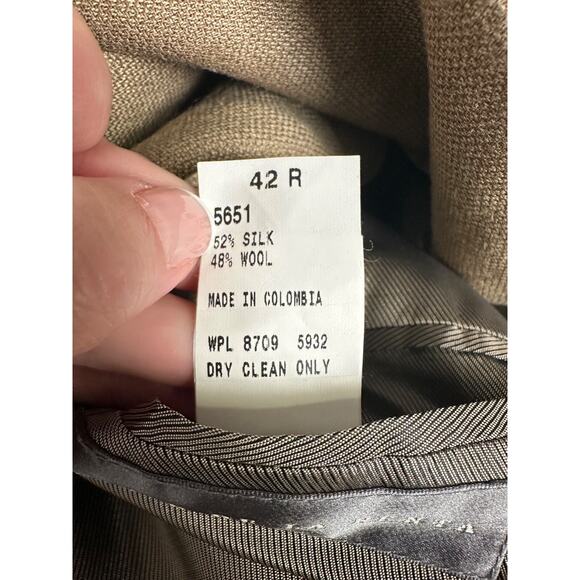 42 R
5651
52% SILK
48% WOOL
MADE IN COLOMBIA
WPL 8709 5932
DRY CLEAN ONLY